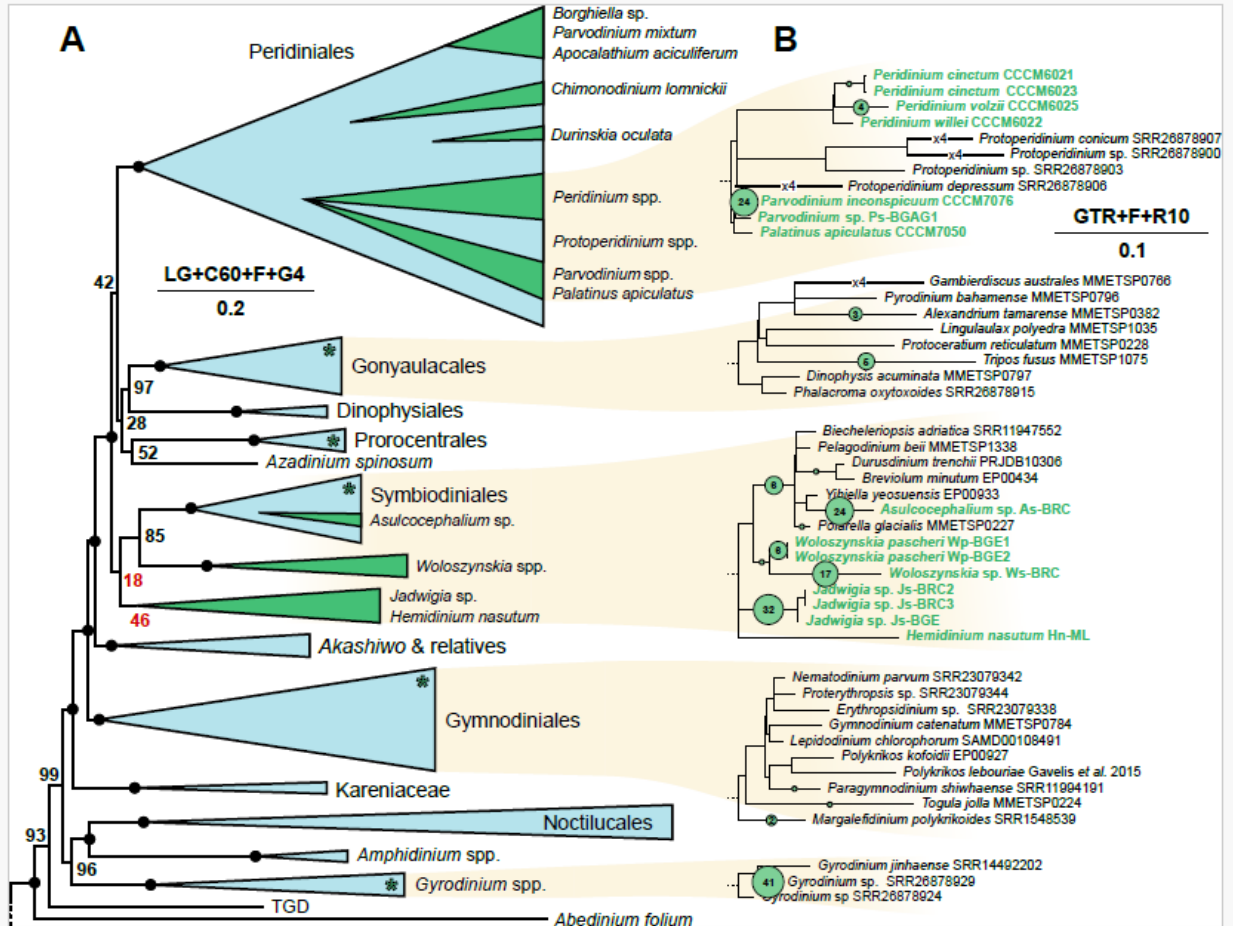 A
Peridiniales
Borghiella sp.
Parvodinium mixtum
Apocalathium aciculiferum
Chimonodinium lomnickii
Durinskia oculata
Peridinium spp.
Protoperidinium spp.
Parvodinium spp.
Palatinus apiculatus
42
LG+C60+F+G4
0.2
Gonyaulacales
*
97
Dinophysiales
28
Prorocentrales
*
52
Azadinium spinosum
Symbiodiniales
*
Asulcocephalium sp.
85
Woloszynskia spp.
18
Jadwigia sp.
Hemidinium nasutum
46
Akashiwo & relatives
*
Gymnodiniales
99
Kareniaceae
Noctilucales
93
Amphidinium spp.
96
Gyrodinium spp.
*
TGD
Abedinium folium
B
Peridinium cinctum CCCM6021
Peridinium cinctum CCCM6023
4
Peridinium volzii CCCM6025
Peridinium willei CCCM6022
x4
Protoperidinium conicum SRR26878907
x4
Protoperidinium sp. SRR26878900
Protoperidinium sp. SRR26878903
x4
Protoperidinium depressum SRR26878906
24
Parvodinium inconspicuum CCCM7076
Parvodinium sp. Ps-BGAG1
Palatinus apiculatus CCCM7050
GTR+F+R10
0.1
x4
Gambierdiscus australes MMETSP0766
Pyrodinium bahamense MMETSP0796
3
Alexandrium tamarense MMETSP0382
Lingulaulax polyedra MMETSP1035
Protoceratium reticulatum MMETSP0228
5
Tripos fusus MMETSP1075
Dinophysis acuminata MMETSP0797
Phalacroma oxytoxoides SRR26878915
Biecheleriopsis adriatica SRR11947552
Pelagodinium beii MMETSP1338
Durusdinium trenchii PRJDB10306
Breviolum minutum EP00434
6
Yihiella yeosuensis EP00933
24
Asulcocephalium sp. As-BRC
Polarella glacialis MMETSP0227
6
Woloszynskia pascheri Wp-BGE1
Woloszynskia pascheri Wp-BGE2
17
Woloszynskia sp. Ws-BRC
Jadwigia sp. Js-BRC2
32
Jadwigia sp. Js-BRC3
Jadwigia sp. Js-BGE
Hemidinium nasutum Hn-ML
Nematodinium parvum SRR23079342
Proterythropsis sp. SRR23079344
Erythropsidinium sp. SRR23079338
Gymnodinium catenatum MMETSP0784
Lepidodinium chlorophorum SAMD00108491
Polykrikos kofoidii EP00927
Polykrikos lebouriae Gavelis et al. 2015
Paragymnodinium shiwhaense SRR11994191
Togula jolla MMETSP0224
2
Margalefidinium polykrikoides SRR1548539
Gyrodinium jinhaense SRR14492202
41
Gyrodinium sp. SRR26878929
Gyrodinium sp SRR26878924